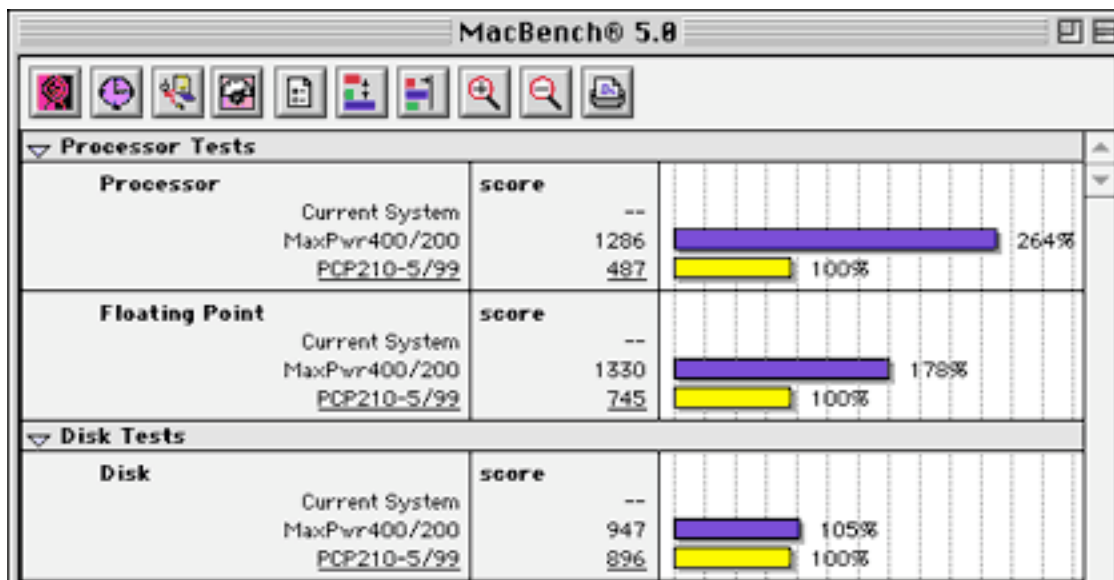 MacBench® 5.0
Processor Tests
Processor score
Current System --
MaxPwr400/200 1286 264%
PCP210-5/99 487 100%
Floating Point score
Current System --
MaxPwr400/200 1330 178%
PCP210-5/99 745 100%
Disk Tests
Disk score
Current System --
MaxPwr400/200 947 105%
PCP210-5/99 896 100%